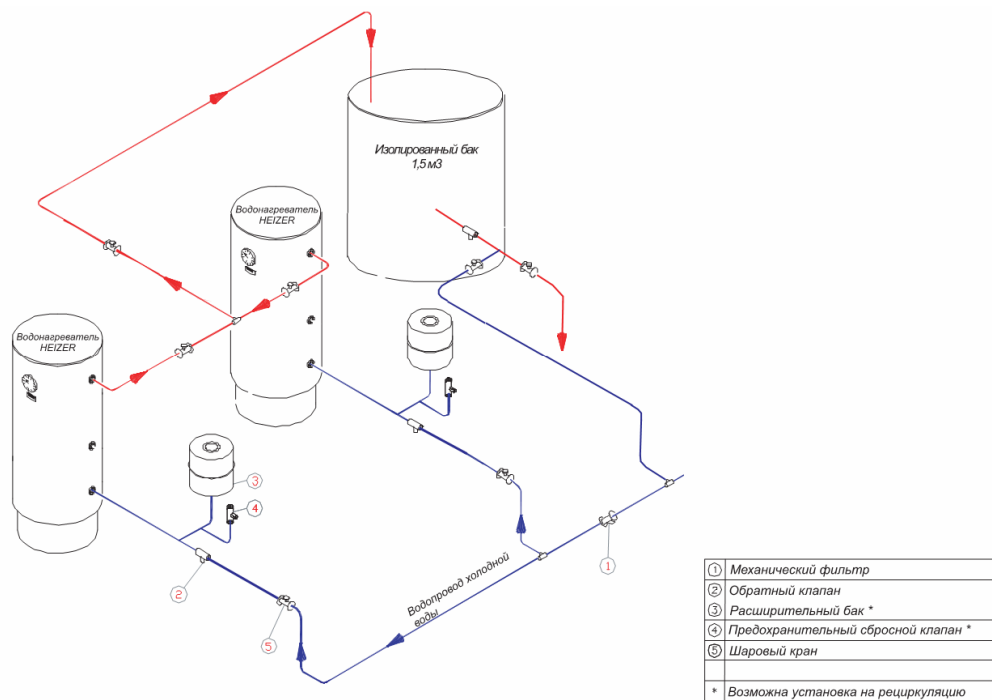 Изолированный бак
1,5 м3
Водонагреватель
HEIZER
Водонагреватель
HEIZER
3
4
2
5
1
Водопровод холодной
воды
1 Механический фильтр
2 Обратный клапан
3 Расширительный бак *
4 Предохранительный сбросной клапан *
5 Шаровый кран
* Возможна установка на рециркуляцию